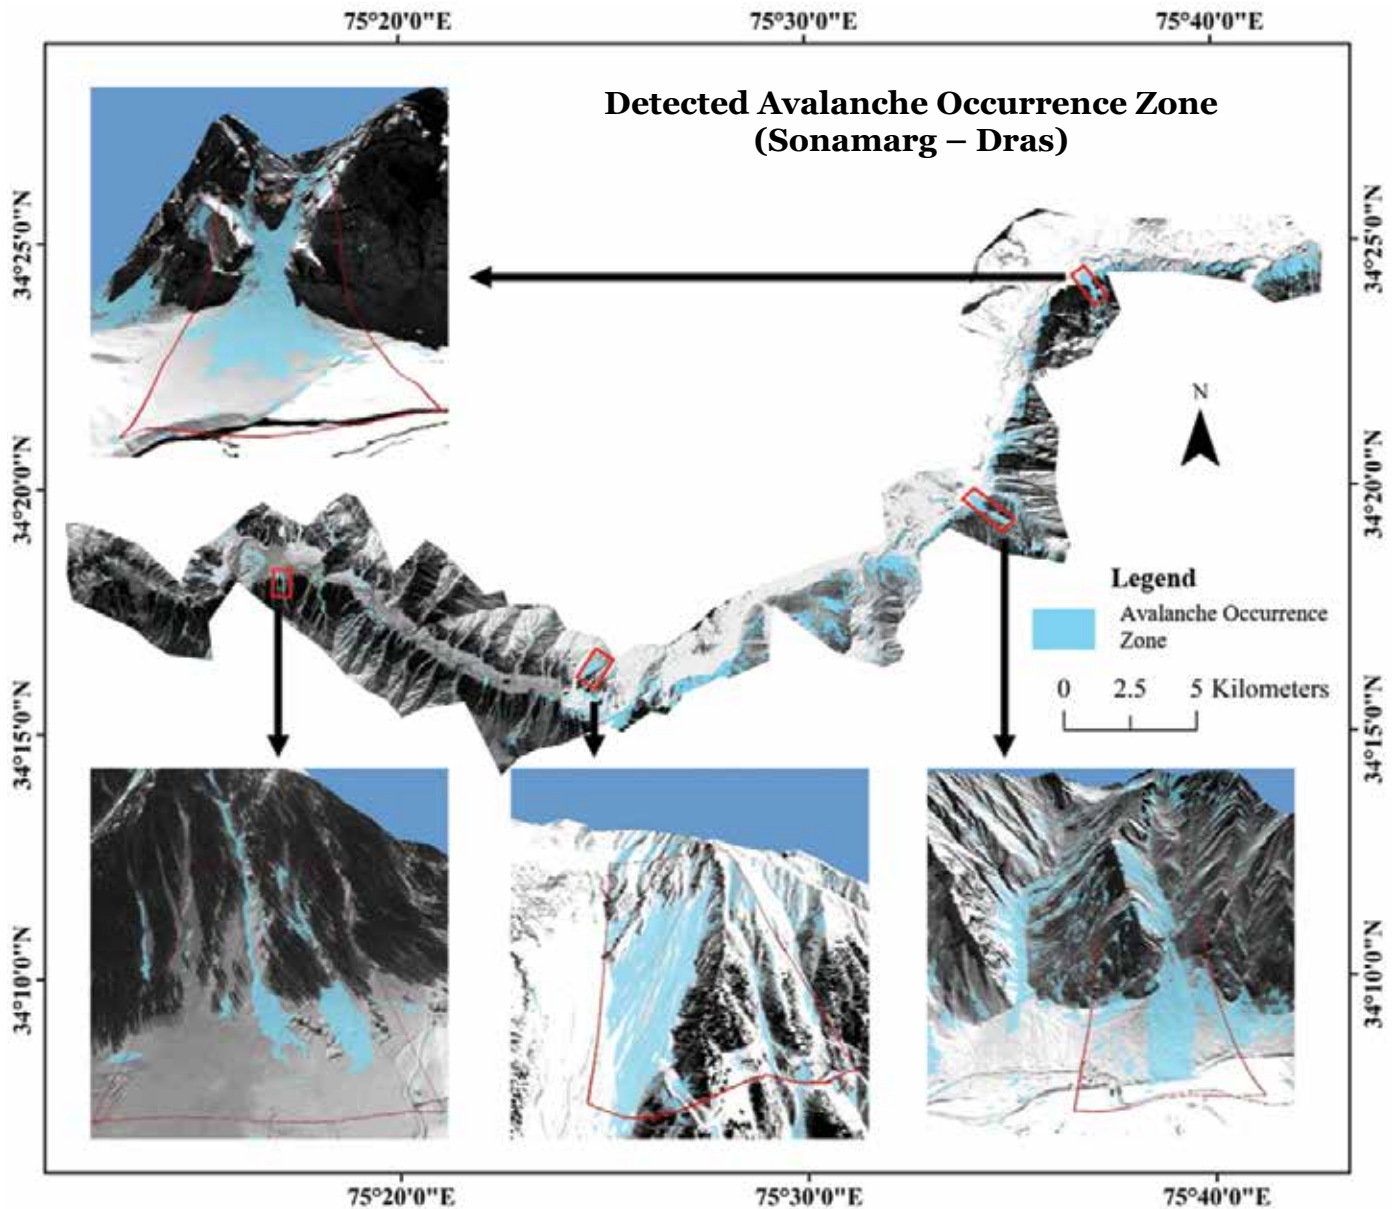 75°20'0"E 75°30'0"E 75°40'0"E
Detected Avalanche Occurrence Zone
(Sonamarg – Dras)
34°25'0"N 34°25'0"N
N
34°20'0"N 34°20'0"N
Legend
Avalanche Occurrence
Zone
0 2.5 5 Kilometers
34°15'0"N 34°15'0"N
34°10'0"N 34°10'0"N
75°20'0"E 75°30'0"E 75°40'0"E